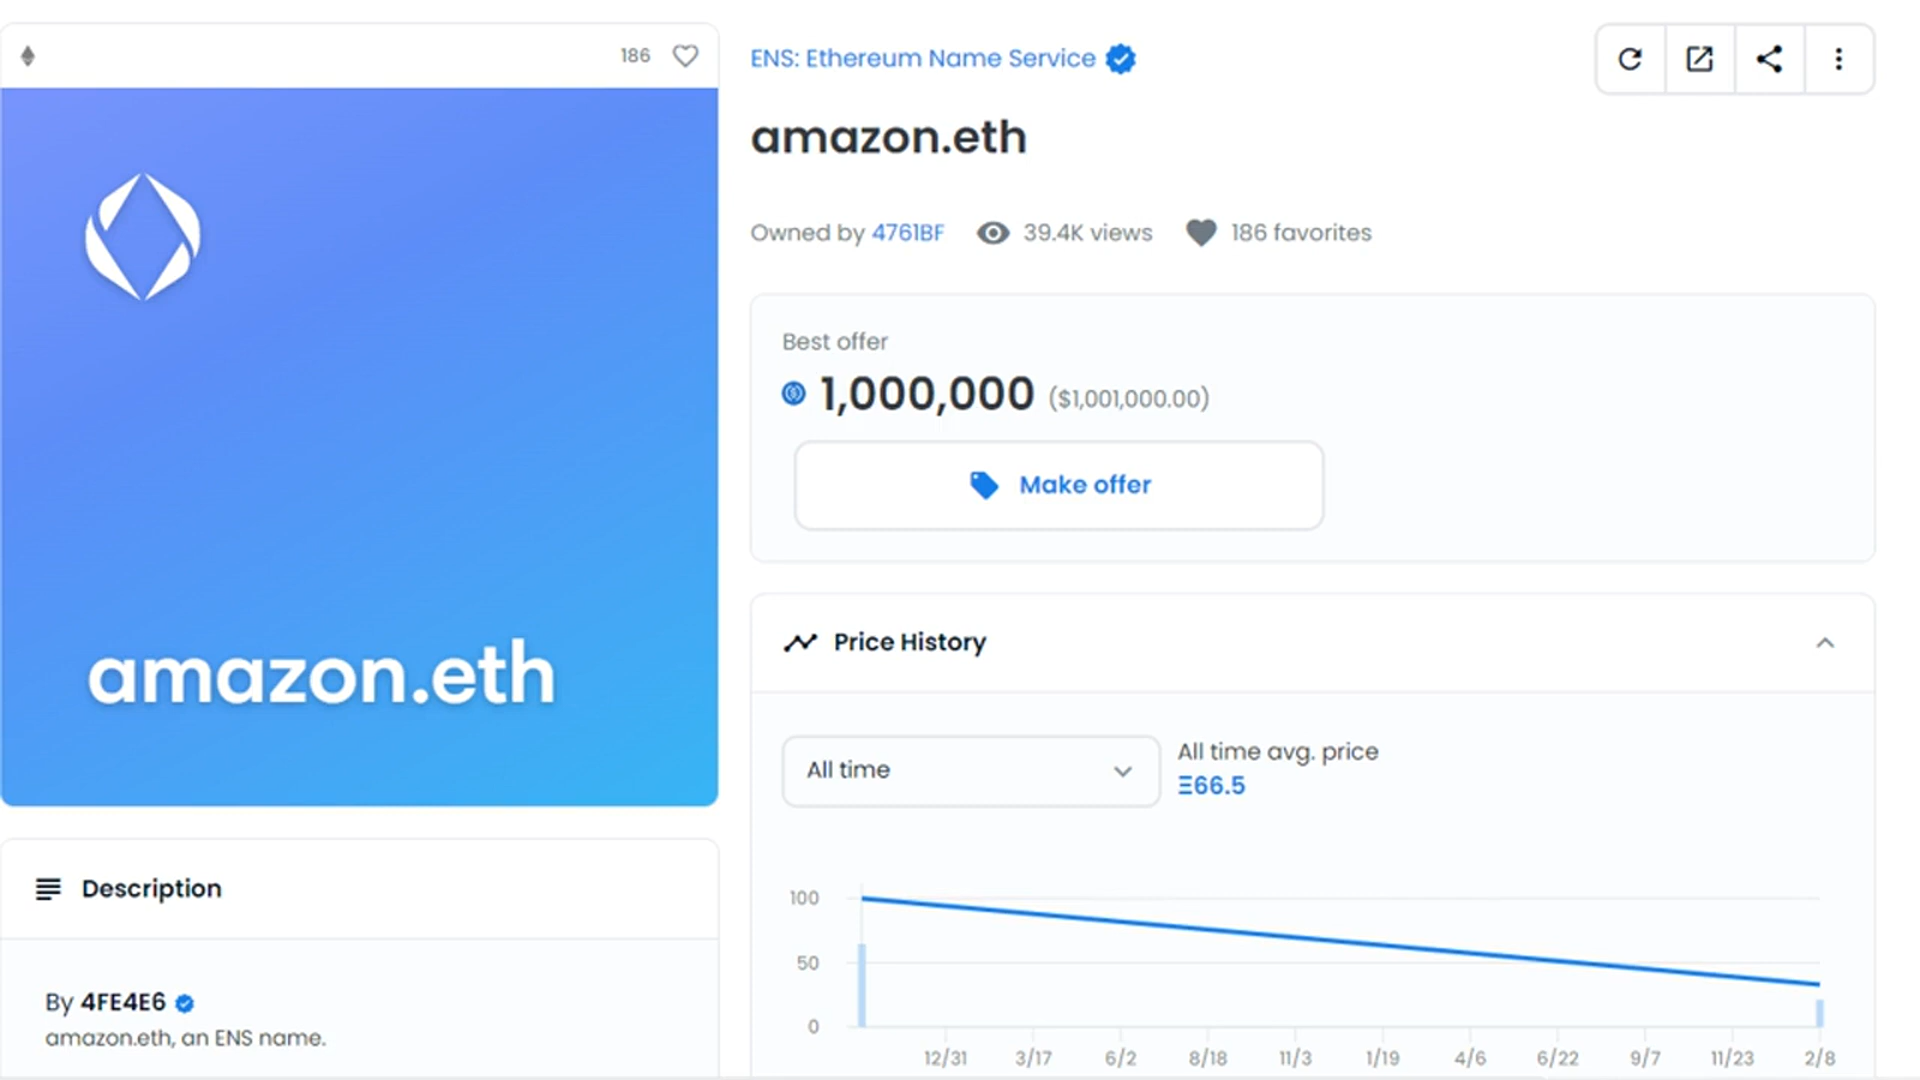 186
amazon.eth
Description
By 4FE4E6
amazon.eth, an ENS name.
ENS: Ethereum Name Service
amazon.eth
Owned by 4761BF 39.4K views 186 favorites
Best offer
1,000,000 ($1,001,000.00)
Make offer
Price History
All time
All time avg. price
Ξ66.5
100
50
0
12/31 3/17 6/2 8/18 11/3 1/19 4/6 6/22 9/7 11/23 2/8